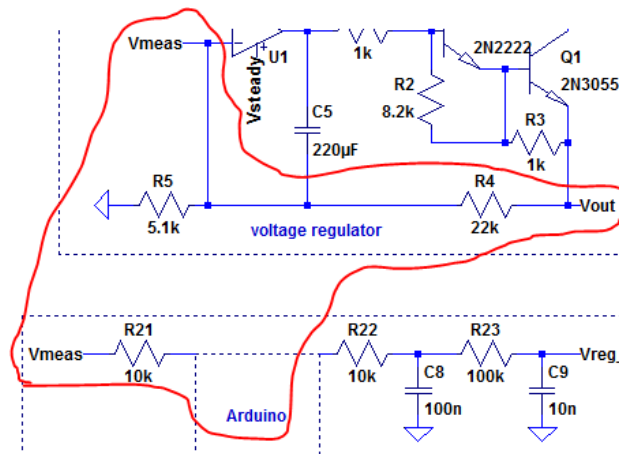 Vmeas
U1
Vsteady
1k
2N2222
Q1
2N3055
R2
8.2k
C5
220µF
R3
1k
R5
5.1k
R4
22k
Vout
voltage regulator
Vmeas
R21
10k
Arduino
R22
10k
R23
100k
C8
100n
C9
10n
Vreg_